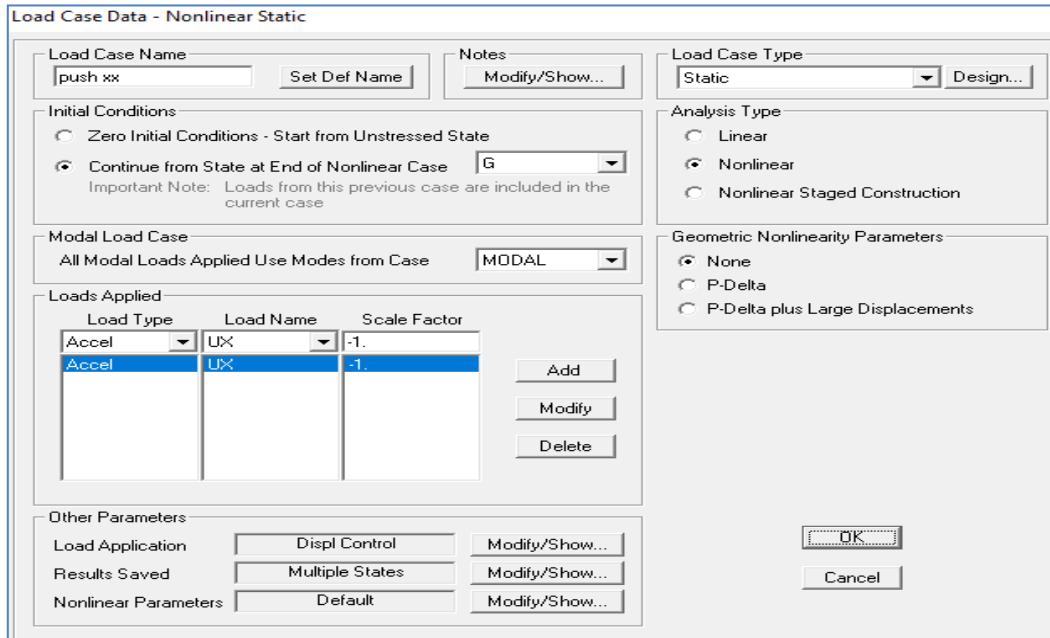 Load Case Data - Nonlinear Static
Load Case Name
push xx
Set Def Name
Notes
Modify/Show...
Load Case Type
Static
Design...
Initial Conditions
Zero Initial Conditions - Start from Unstressed State
Continue from State at End of Nonlinear Case
G
Important Note: Loads from this previous case are included in the
current case
Analysis Type
Linear
Nonlinear
Nonlinear Staged Construction
Modal Load Case
All Modal Loads Applied Use Modes from Case
MODAL
Geometric Nonlinearity Parameters
None
P-Delta
P-Delta plus Large Displacements
Loads Applied
Load Type Load Name Scale Factor
Accel UX -1.
Accel UX -1.
Add
Modify
Delete
Other Parameters
Load Application Displ Control Modify/Show...
Results Saved Multiple States Modify/Show...
Nonlinear Parameters Default Modify/Show...
OK
Cancel